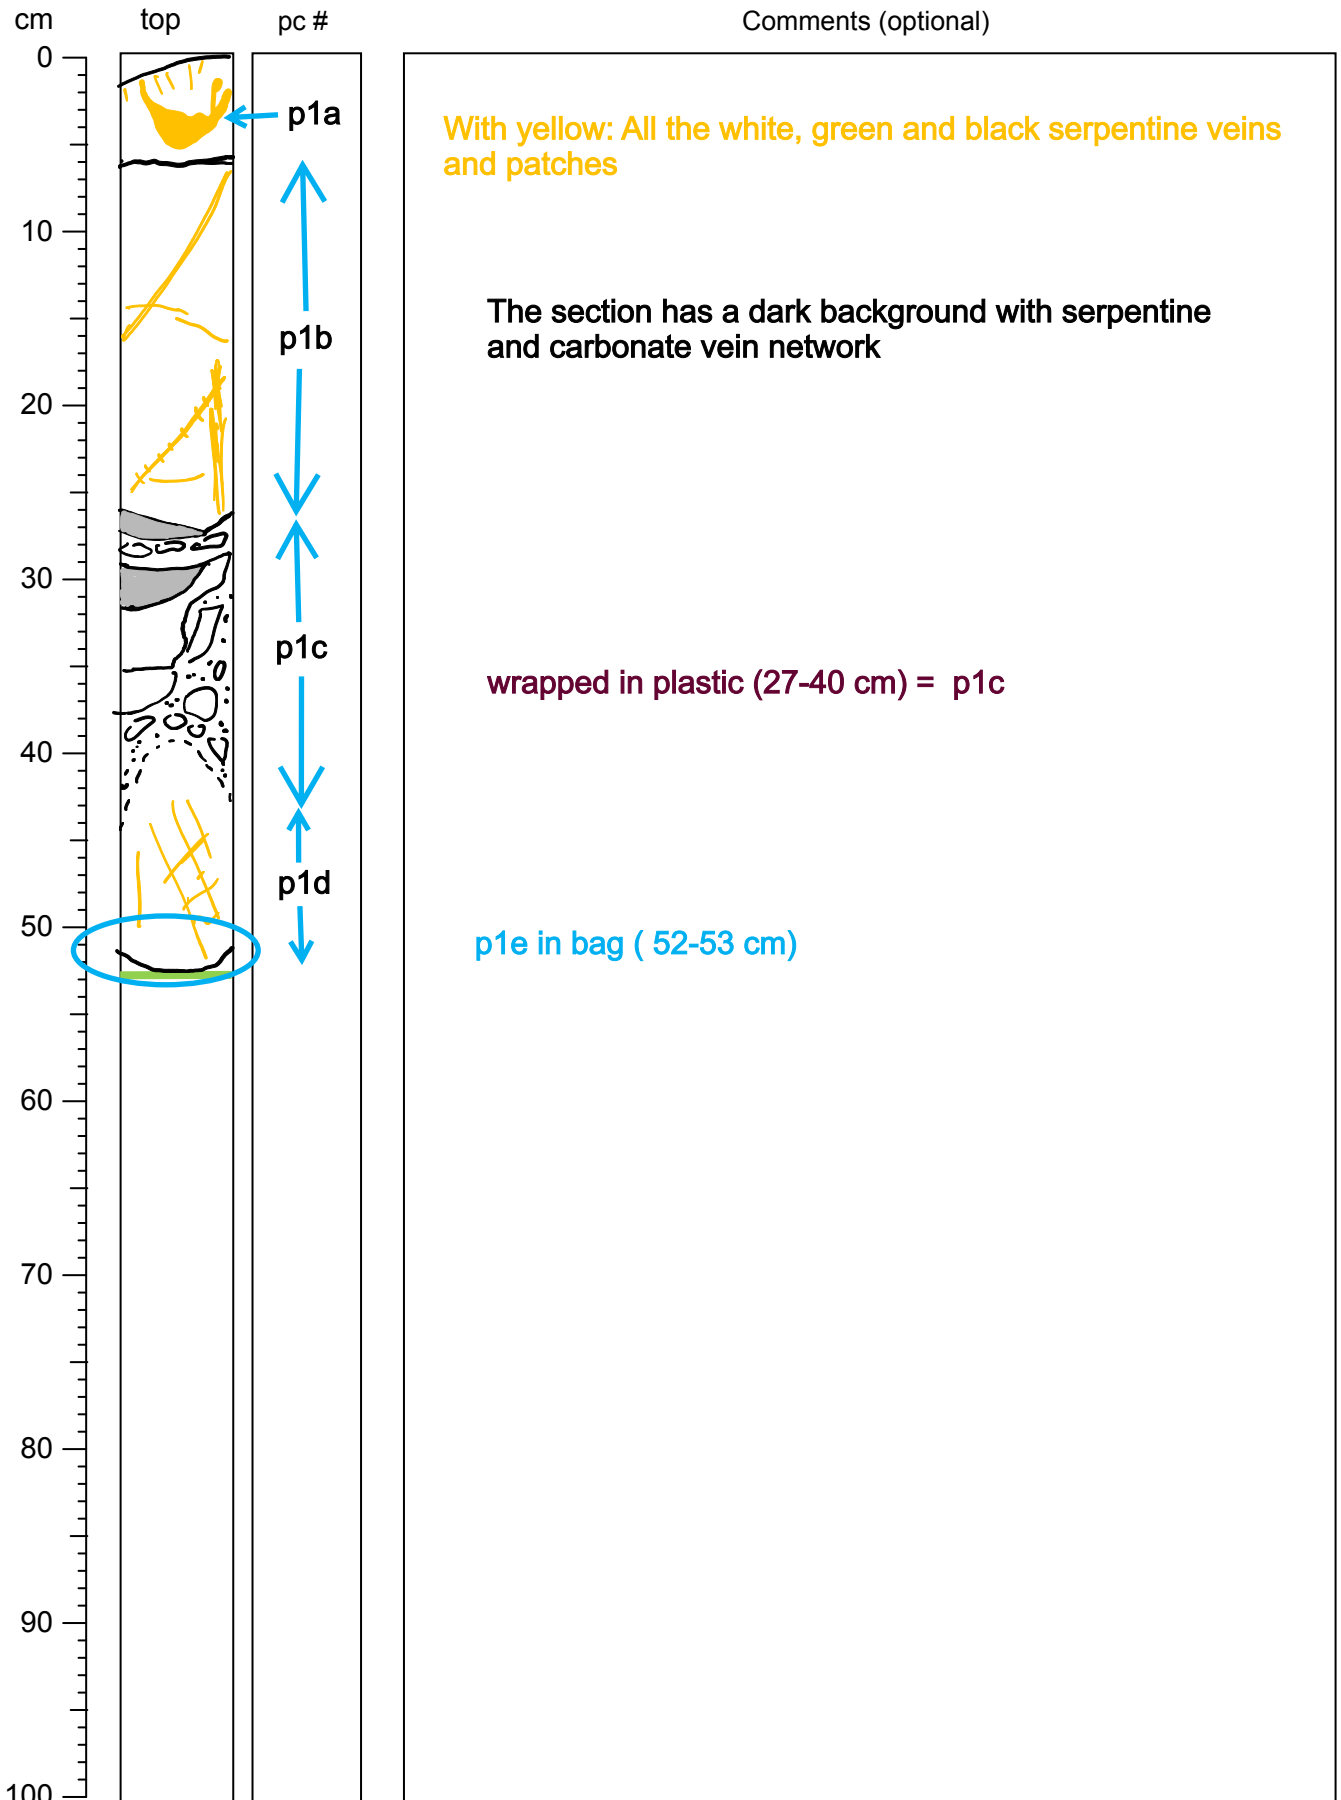 cm top pc # Comments (optional)
0
p1a
With yellow: All the white, green and black serpentine veins
and patches
10
The section has a dark background with serpentine
and carbonate vein network
p1b
20
30
p1c
wrapped in plastic (27-40 cm) = p1c
40
p1d
50
p1e in bag ( 52-53 cm)
60
70
80
90
100